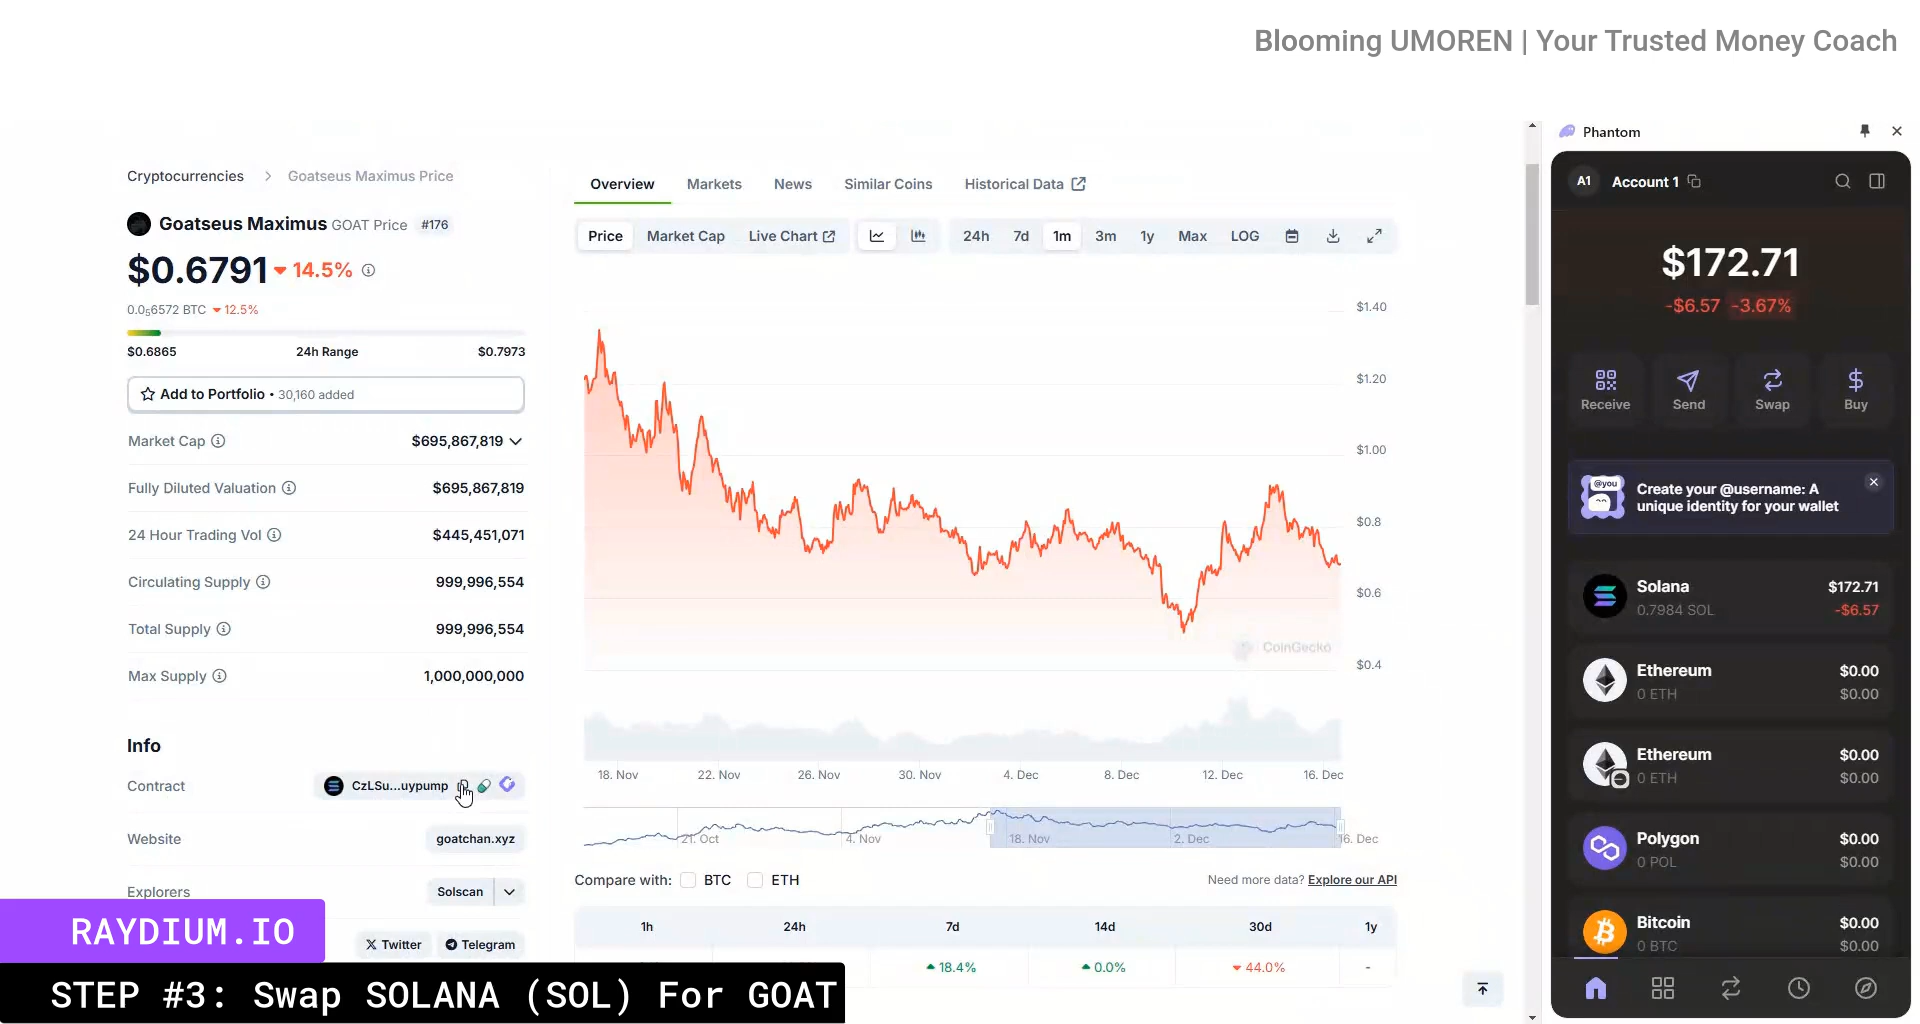 Blooming UMOREN | Your Trusted Money Coach
Cryptocurrencies > Goatseus Maximus Price
Goatseus Maximus GOAT Price #176
$0.6791 14.5%
0.0₅6572 BTC 12.5%
$0.6865 24h Range $0.7973
Add to Portfolio • 30,160 added
Market Cap $695,867,819
Fully Diluted Valuation $695,867,819
24 Hour Trading Vol $445,451,071
Circulating Supply 999,996,554
Total Supply 999,996,554
Max Supply 1,000,000,000
Info
Contract CzLSu...uypump
Website goatchan.xyz
Explorers Solscan
Twitter Telegram
Overview Markets News Similar Coins Historical Data
Price Market Cap Live Chart 24h 7d 1m 3m 1y Max LOG
$1.40
$1.20
$1.00
$0.8
$0.6
$0.4
CoinGecko
18. Nov 22. Nov 26. Nov 30. Nov 4. Dec 8. Dec 12. Dec 16. Dec
21. Oct 4. Nov 18. Nov 2. Dec 16. Dec
Compare with: BTC ETH Need more data? Explore our API
1h 24h 7d 14d 30d 1y
18.4% 0.0% 44.0% -
Phantom
A1 Account 1
$172.71
-$6.57 -3.67%
Receive Send Swap Buy
@you
Create your @username: A
unique identity for your wallet
Solana $172.71
0.7984 SOL -$6.57
Ethereum $0.00
0 ETH $0.00
Ethereum $0.00
0 ETH $0.00
Polygon $0.00
0 POL $0.00
Bitcoin $0.00
0 BTC $0.00
RAYDIUM.IO
STEP #3: Swap SOLANA (SOL) For GOAT